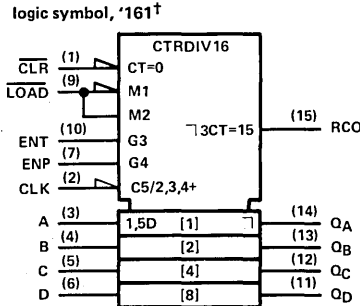 logic symbol, '161†
CTRDIV16
CLR (1) CT=0
LOAD (9) M1
M2
ENT (10) G3 ㄱ3CT=15 (15) RCO
ENP (7) G4
CLK (2) C5/2,3,4+
A (3) 1,5D [1] ㄱ (14) QA
B (4) [2] (13) QB
C (5) [4] (12) QC
D (6) [8] (11) QD